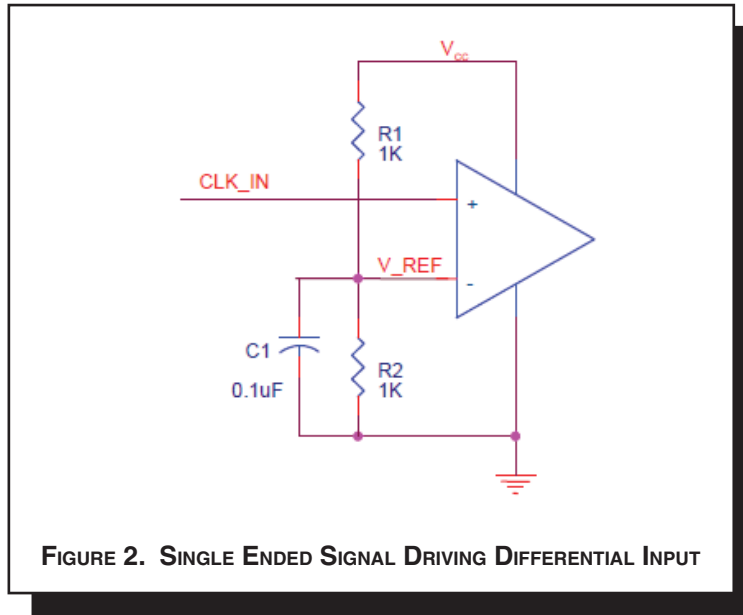 Vcc
R1
1K
CLK_IN
+
V_REF
-
C1
0.1uF
R2
1K
FIGURE 2. SINGLE ENDED SIGNAL DRIVING DIFFERENTIAL INPUT